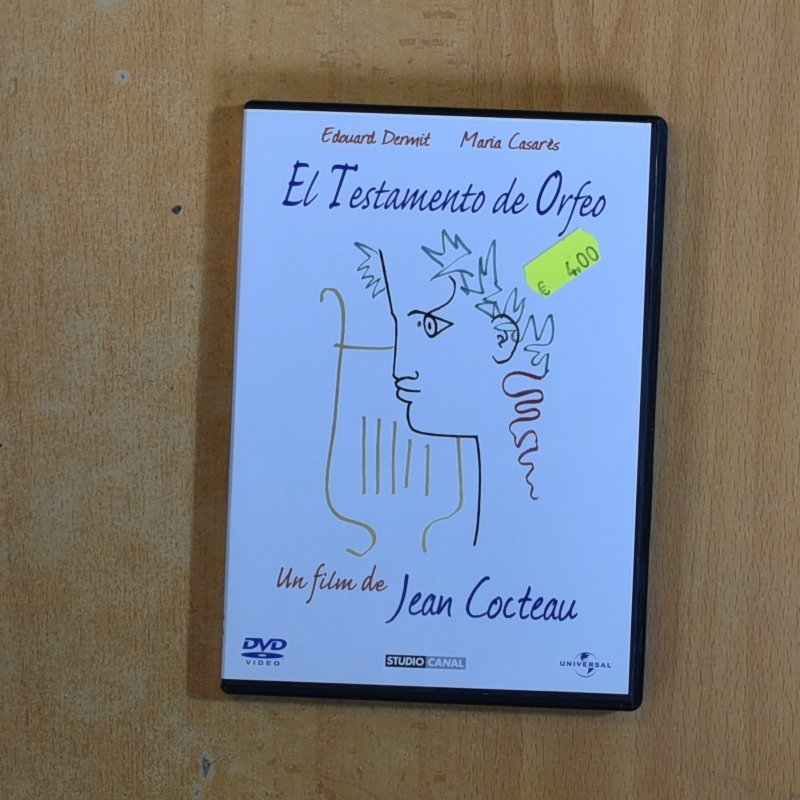 Edouard Dermit Maria Casarès
El Testamento de Orfeo
€ 4,00
Un film de Jean Cocteau
DVD
VIDEO
STUDIO CANAL
UNIVERSAL